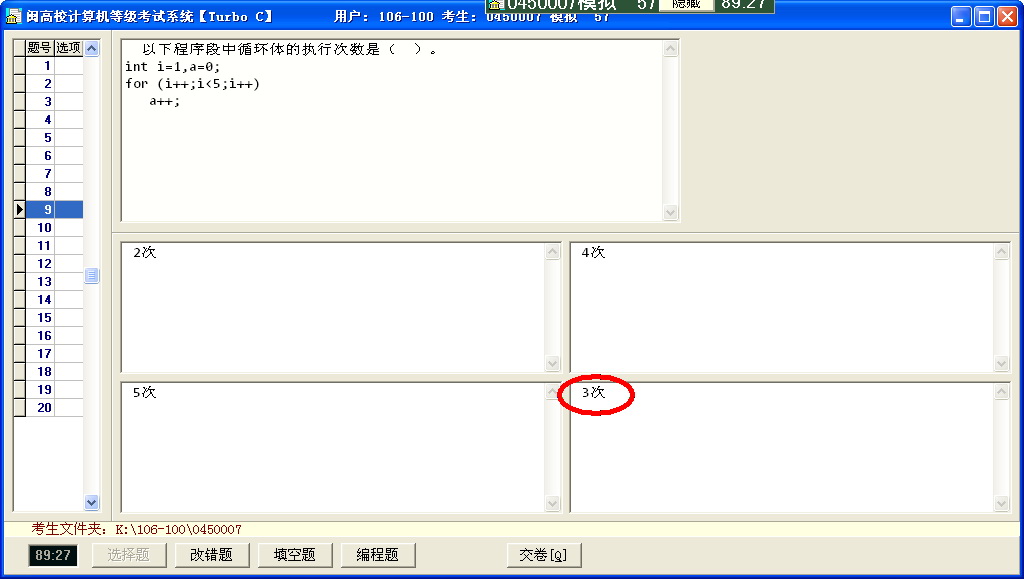 闽高校计算机等级考试系统【Turbo C】 用户: 106-100 考生: 0450007 模拟 57
0450007模拟 57 隐藏 89:27
题号 选项
1
2
3
4
5
6
7
8
9
10
11
12
13
14
15
16
17
18
19
20
以下程序段中循环体的执行次数是（ ）。
int i=1,a=0;
for (i++;i<5;i++)
a++;
2次
4次
5次
3次
考生文件夹: K:\106-100\0450007
89:27 选择题 改错题 填空题 编程题 交卷[Q]